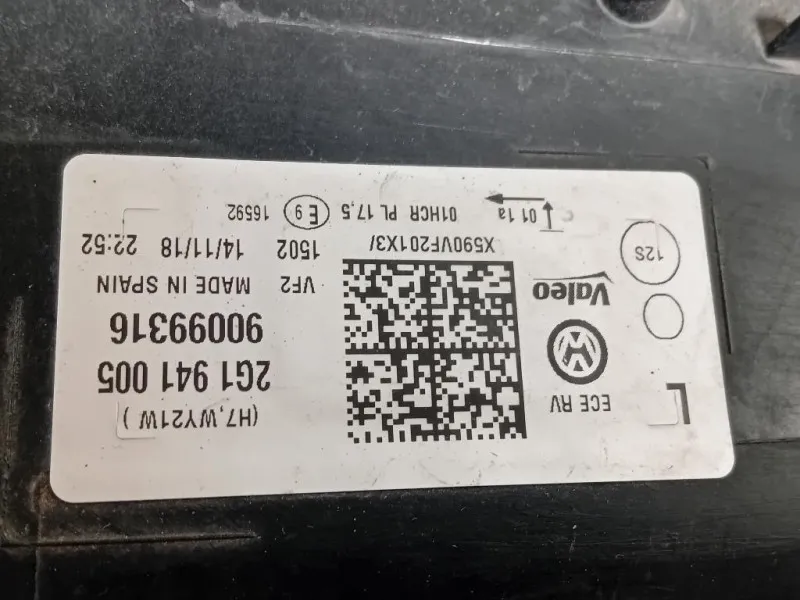 L
ECE RV
(H7,WY21W )
2G1 941 005
90099316
Valeo
VF2 MADE IN SPAIN
1502 14/11/18 22:52
X590VF201X3/
12S
01 1a
01HCR PL 17,5
E 9
16592